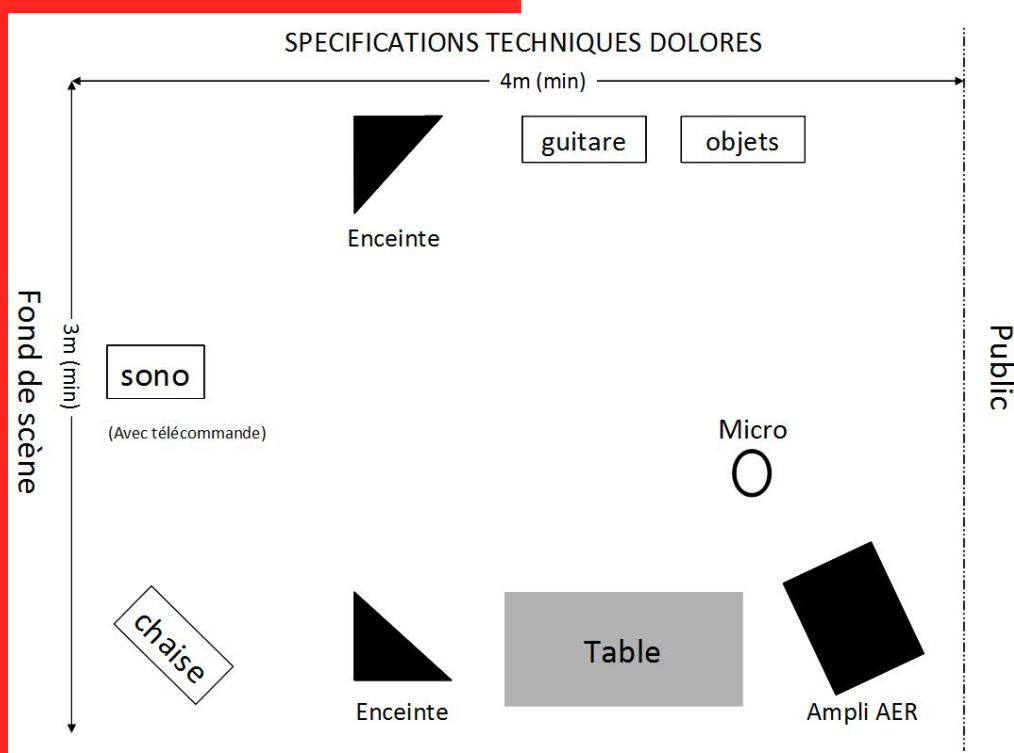 SPECIFICATIONS TECHNIQUES DOLORES
4m (min)
guitare
objets
Enceinte
Fond de scène
3m (min)
sono
(Avec télécommande)
Public
Micro
chaise
Table
Enceinte
Ampli AER